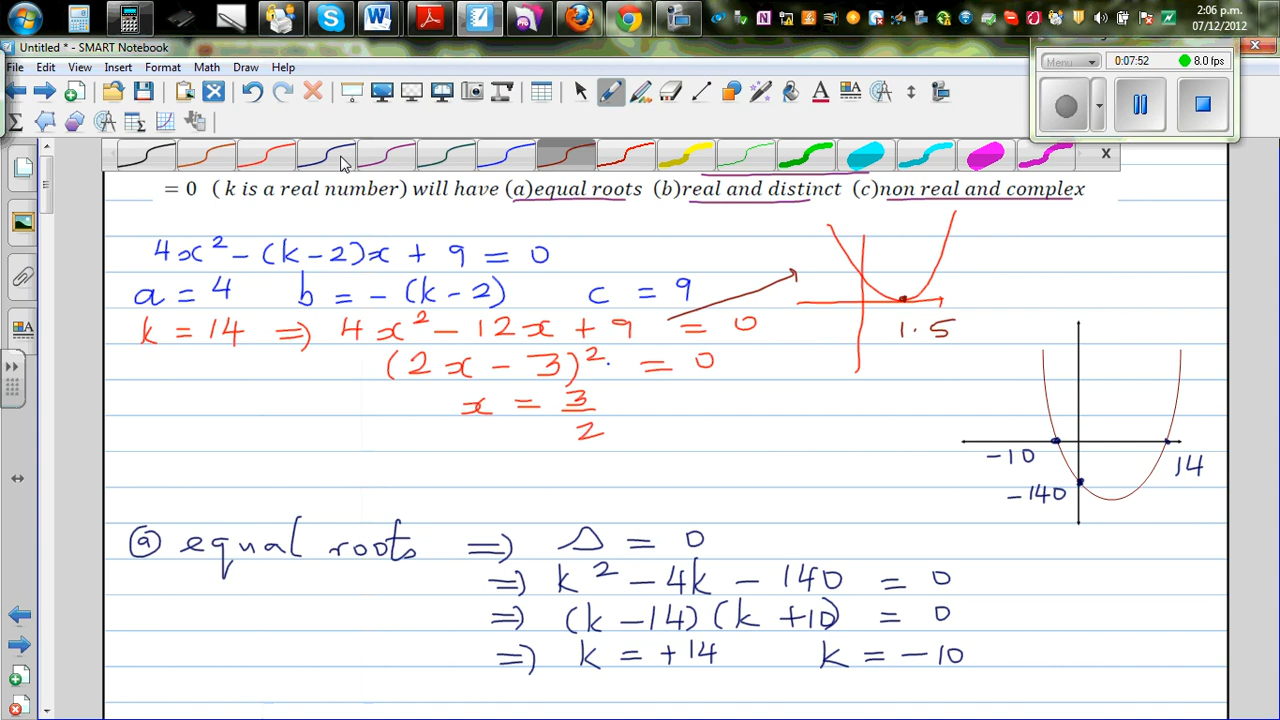 2:06 p.m.
07/12/2012
Untitled * - SMART Notebook
File Edit View Insert Format Math Draw Help
Menu 0:07:52 8.0 fps
= 0 (k is a real number) will have (a)equal roots (b)real and distinct (c)non real and complex
4x² - (k-2)x + 9 = 0
a = 4 b = - (k-2) c = 9
k = 14 ⇒ 4x² - 12x + 9 = 0
(2x - 3)² = 0
x = 3/2
1.5
-10 14
-140
(a) equal roots ⇒ Δ = 0
⇒ k² - 4k - 140 = 0
⇒ (k - 14) (k + 10) = 0
⇒ k = +14 k = -10